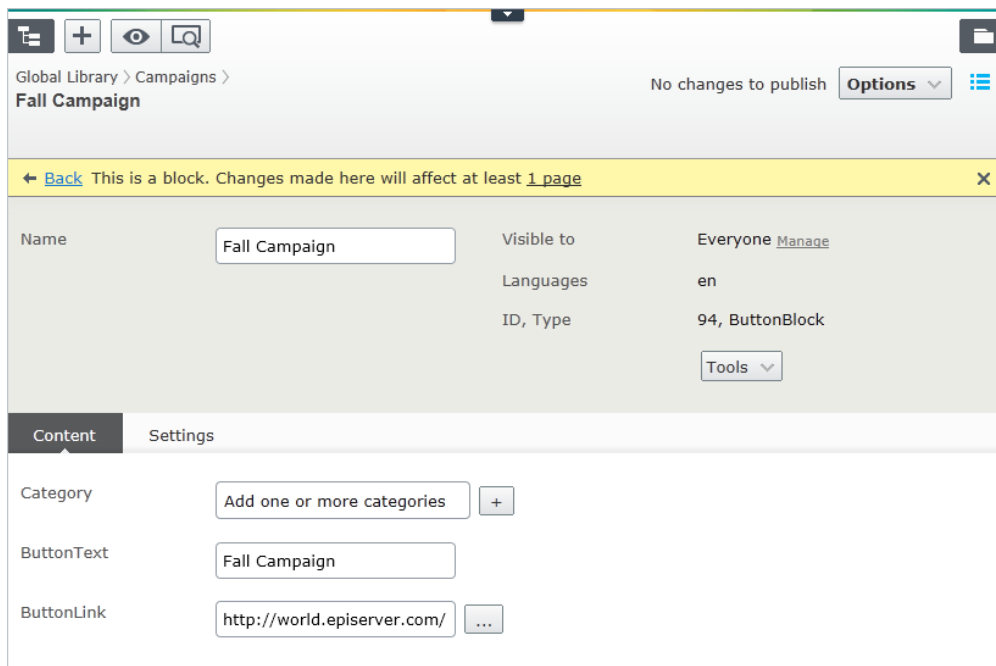 Global Library > Campaigns >
Fall Campaign
No changes to publish Options
Back This is a block. Changes made here will affect at least 1 page
Name Fall Campaign Visible to Everyone Manage
Languages en
ID, Type 94, ButtonBlock
Tools
Content Settings
Category Add one or more categories +
ButtonText Fall Campaign
ButtonLink http://world.episerver.com/ ...